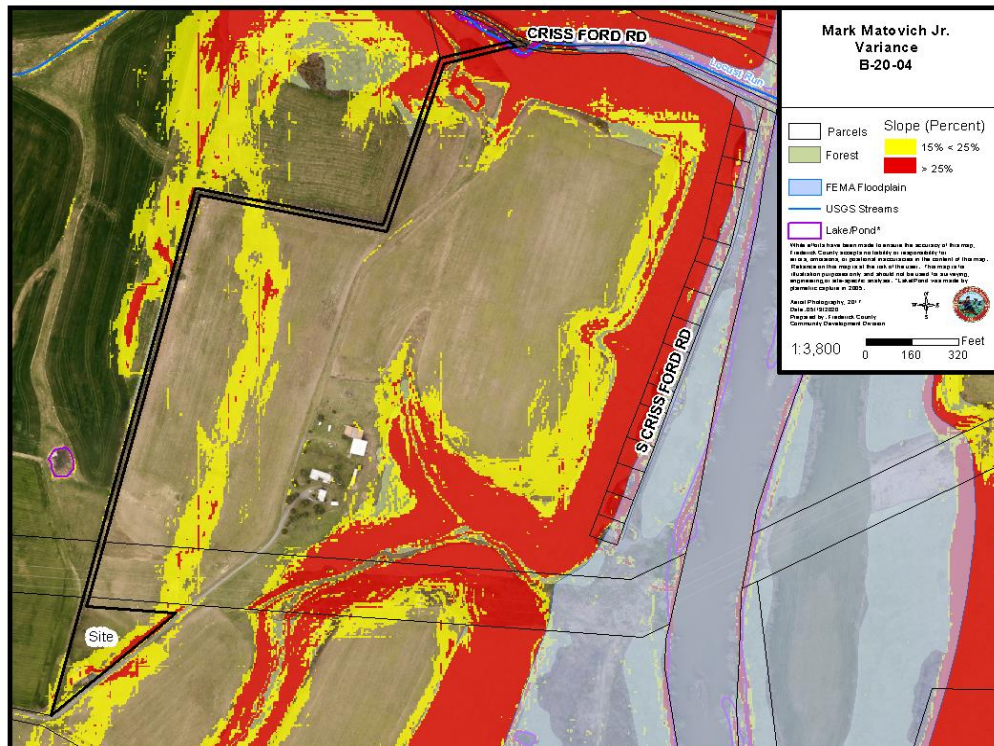 CRISS FORD RD
Locust Run
S CRISS FORD RD
Site
Mark Matovich Jr.
Variance
B-20-04
Parcels
Forest
FEMA Floodplain
USGS Streams
Lake/Pond*
Slope (Percent)
15% < 25%
> 25%
While efforts have been made to ensure the accuracy of this map,
Frederick County accepts no liability or responsibility for
errors, omissions, or positional inaccuracies in the content of this map.
Reliance on this map is at the risk of the user. This map is for
illustration purposes only and should not be used for surveying,
engineering, or site-specific analysis. *Lake/Pond was made by
planimetric capture in 2005.
Aerial Photography, 2017
Date
Prepared by: Frederick County
Community Development Division
N
W
E
S
1:3,800
Feet
0 160 320